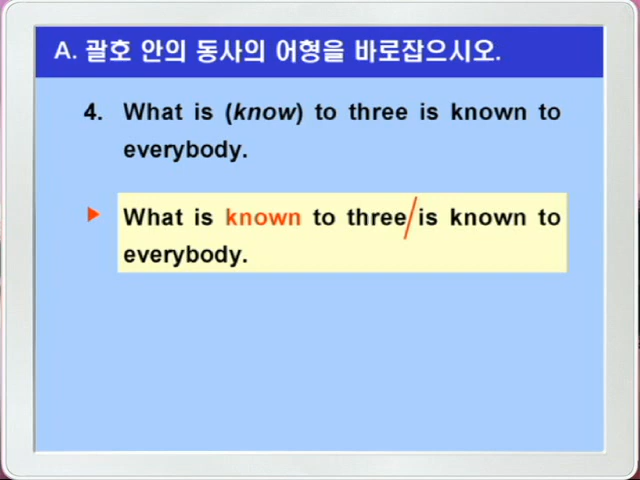 A. 괄호 안의 동사의 어형을 바로잡으시오.
4. What is (know) to three is known to
everybody.
▶ What is known to three/is known to
everybody.